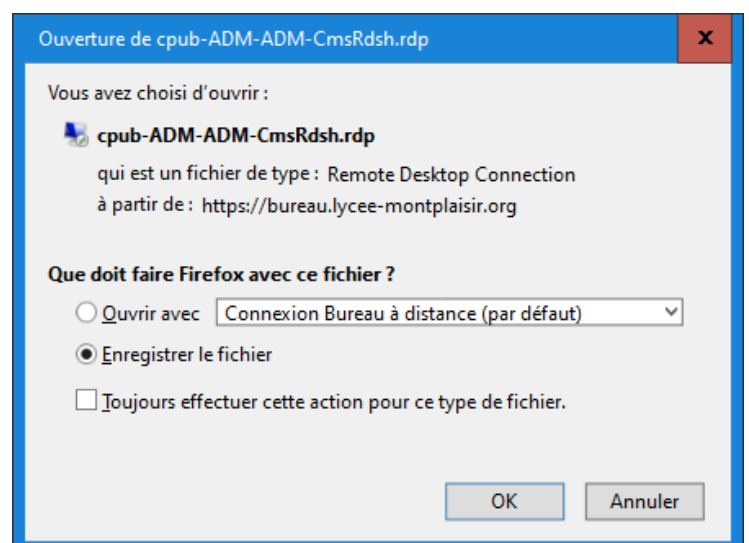 Ouverture de cpub-ADM-ADM-CmsRdsh.rdp
x
Vous avez choisi d'ouvrir :
cpub-ADM-ADM-CmsRdsh.rdp
qui est un fichier de type : Remote Desktop Connection
à partir de : https://bureau.lycee-montplaisir.org
Que doit faire Firefox avec ce fichier ?
Ouvrir avec Connexion Bureau à distance (par défaut)
Enregistrer le fichier
Toujours effectuer cette action pour ce type de fichier.
OK Annuler